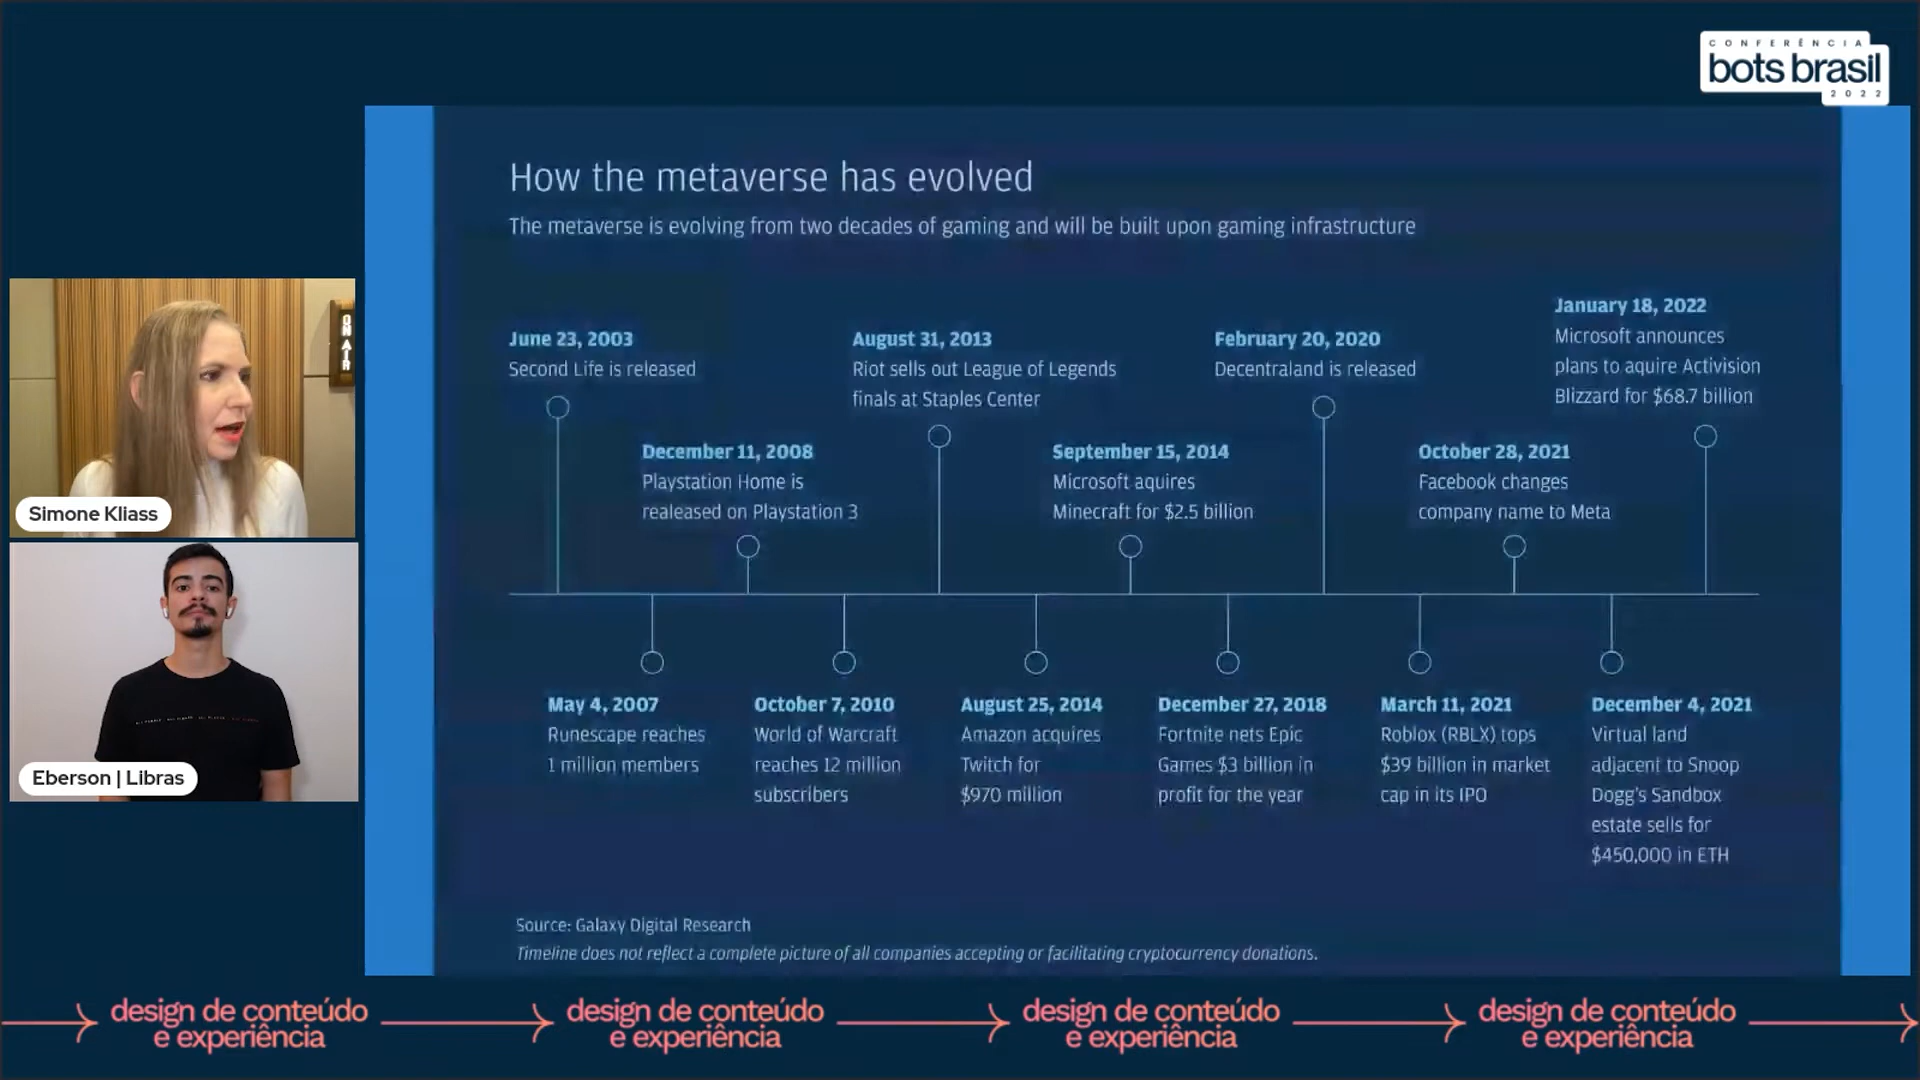 CONFERÊNCIA
bots brasil
2022
How the metaverse has evolved
The metaverse is evolving from two decades of gaming and will be built upon gaming infrastructure
June 23, 2003
Second Life is released
August 31, 2013
Riot sells out League of Legends
finals at Staples Center
February 20, 2020
Decentraland is released
January 18, 2022
Microsoft announces
plans to aquire Activision
Blizzard for $68.7 billion
December 11, 2008
Playstation Home is
realeased on Playstation 3
September 15, 2014
Microsoft aquires
Minecraft for $2.5 billion
October 28, 2021
Facebook changes
company name to Meta
May 4, 2007
Runescape reaches
1 million members
October 7, 2010
World of Warcraft
reaches 12 million
subscribers
August 25, 2014
Amazon acquires
Twitch for
$970 million
December 27, 2018
Fortnite nets Epic
Games $3 billion in
profit for the year
March 11, 2021
Roblox (RBLX) tops
$39 billion in market
cap in its IPO
December 4, 2021
Virtual land
adjacent to Snoop
Dogg's Sandbox
estate sells for
$450,000 in ETH
Source: Galaxy Digital Research
Timeline does not reflect a complete picture of all companies accepting or facilitating cryptocurrency donations.
ON AIR
Simone Kliass
Eberson | Libras
design de conteúdo
e experiência
design de conteúdo
e experiência
design de conteúdo
e experiência
design de conteúdo
e experiência